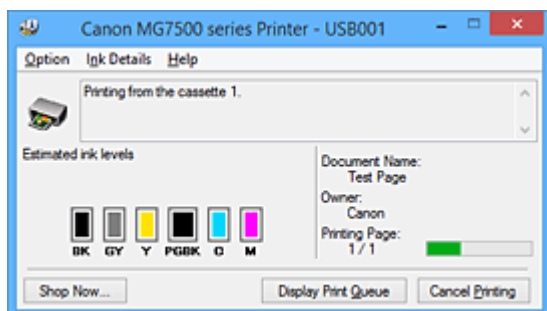 Canon MG7500 series Printer - USB001
Option Ink Details Help
Printing from the cassette 1.
Estimated ink levels
Document Name:
Test Page
Owner:
Canon
Printing Page:
1 / 1
BK GY Y PGBK C M
Shop Now... Display Print Queue Cancel Printing